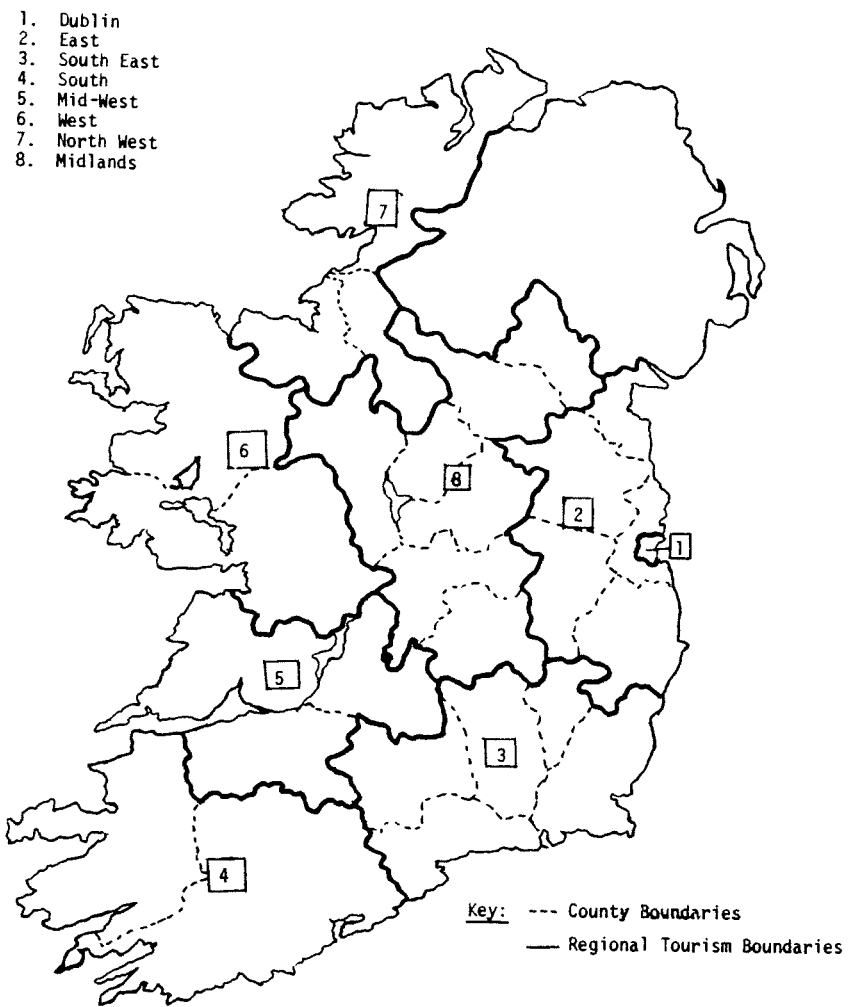 1. Dublin
2. East
3. South East
4. South
5. Mid-West
6. West
7. North West
8. Midlands
7
6
8
2
1
5
3
4
Key: --- County Boundaries
— Regional Tourism Boundaries